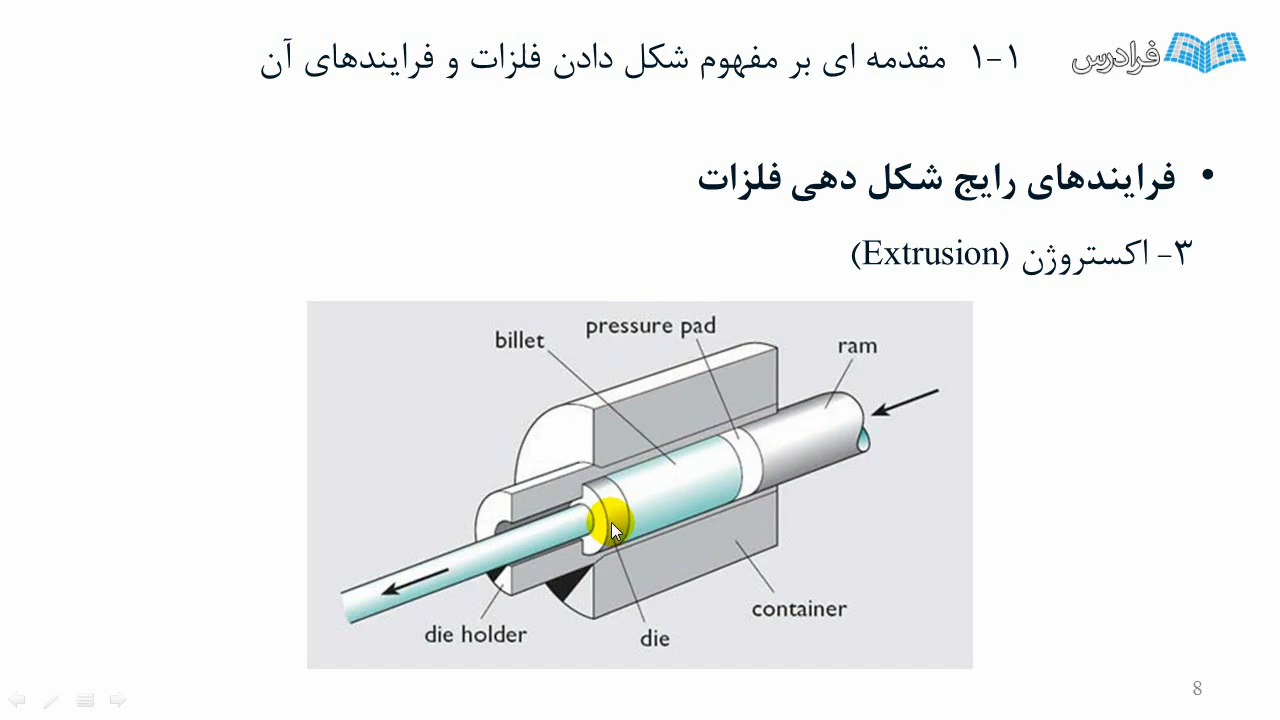 فرادرس
۱-۱ مقدمه ای بر مفهوم شکل دادن فلزات و فرایندهای آن
• فرایندهای رایج شکل دهی فلزات
۳- اکستروژن (Extrusion)
pressure pad
billet
ram
container
die holder
die
8